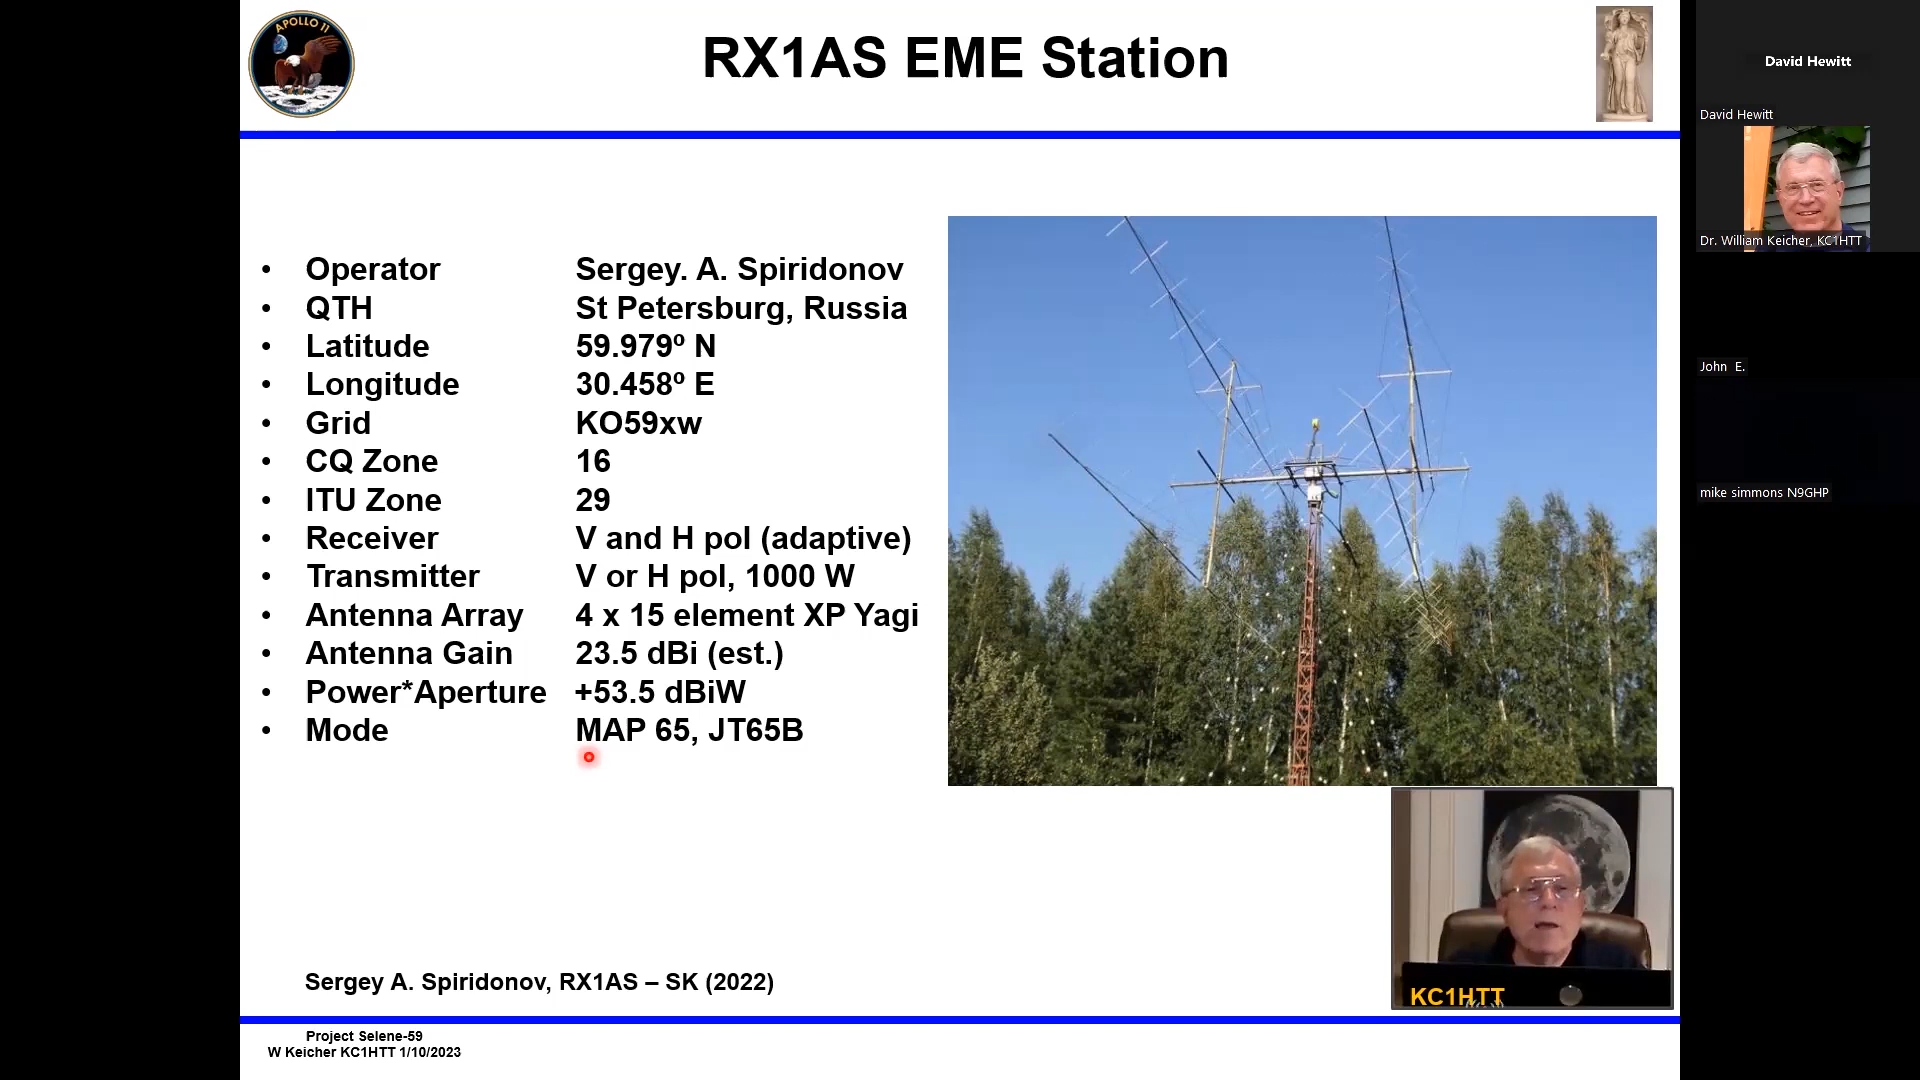 APOLLO 11
RX1AS EME Station
• Operator Sergey. A. Spiridonov
• QTH St Petersburg, Russia
• Latitude 59.979º N
• Longitude 30.458º E
• Grid KO59xw
• CQ Zone 16
• ITU Zone 29
• Receiver V and H pol (adaptive)
• Transmitter V or H pol, 1000 W
• Antenna Array 4 x 15 element XP Yagi
• Antenna Gain 23.5 dBi (est.)
• Power*Aperture +53.5 dBiW
• Mode MAP 65, JT65B
Sergey A. Spiridonov, RX1AS – SK (2022)
KC1HTT
Project Selene-59
W Keicher KC1HTT 1/10/2023
David Hewitt
David Hewitt
Dr. William Keicher, KC1HTT
John E.
mike simmons N9GHP